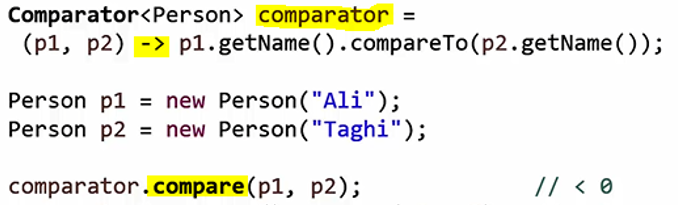 Comparator<Person> comparator =
(p1, p2) -> p1.getName().compareTo(p2.getName());
Person p1 = new Person("Ali");
Person p2 = new Person("Taghi");
comparator.compare(p1, p2); // < 0